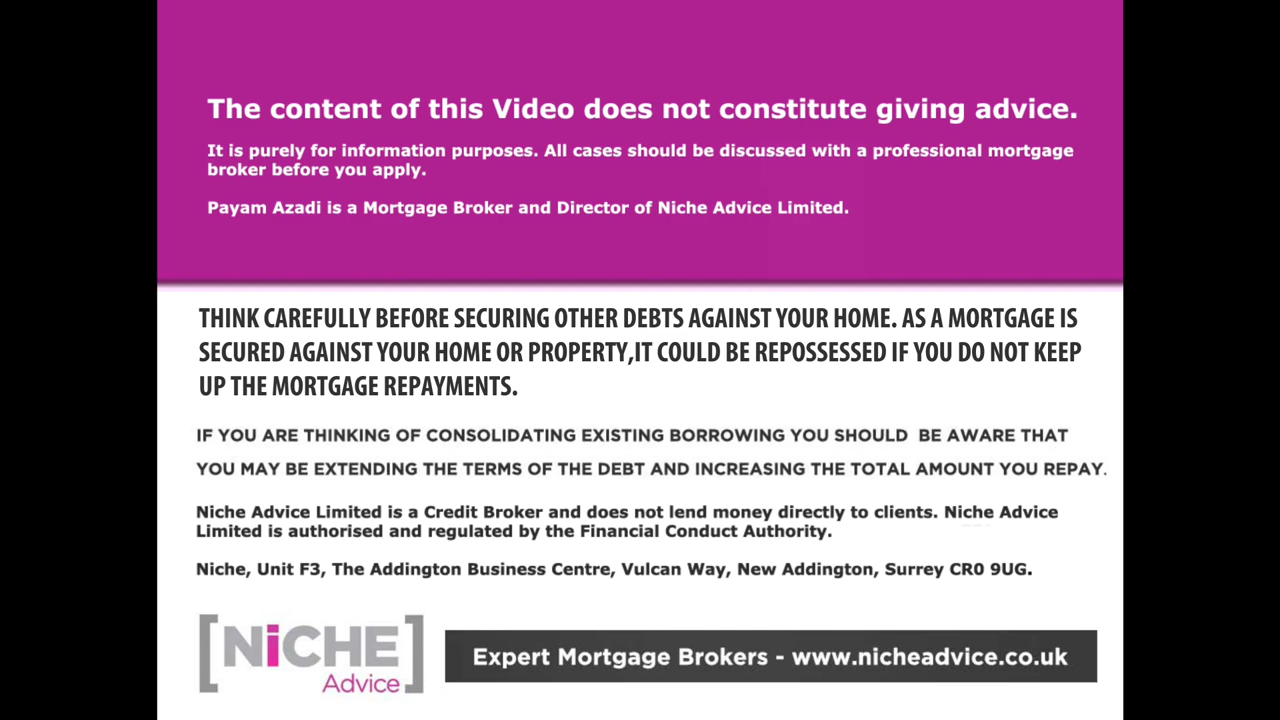 The content of this Video does not constitute giving advice.
It is purely for information purposes. All cases should be discussed with a professional mortgage
broker before you apply.
Payam Azadi is a Mortgage Broker and Director of Niche Advice Limited.
THINK CAREFULLY BEFORE SECURING OTHER DEBTS AGAINST YOUR HOME. AS A MORTGAGE IS
SECURED AGAINST YOUR HOME OR PROPERTY,IT COULD BE REPOSSESSED IF YOU DO NOT KEEP
UP THE MORTGAGE REPAYMENTS.
IF YOU ARE THINKING OF CONSOLIDATING EXISTING BORROWING YOU SHOULD BE AWARE THAT
YOU MAY BE EXTENDING THE TERMS OF THE DEBT AND INCREASING THE TOTAL AMOUNT YOU REPAY.
Niche Advice Limited is a Credit Broker and does not lend money directly to clients. Niche Advice
Limited is authorised and regulated by the Financial Conduct Authority.
Niche, Unit F3, The Addington Business Centre, Vulcan Way, New Addington, Surrey CR0 9UG.
[NiCHE]
Advice
Expert Mortgage Brokers - www.nicheadvice.co.uk